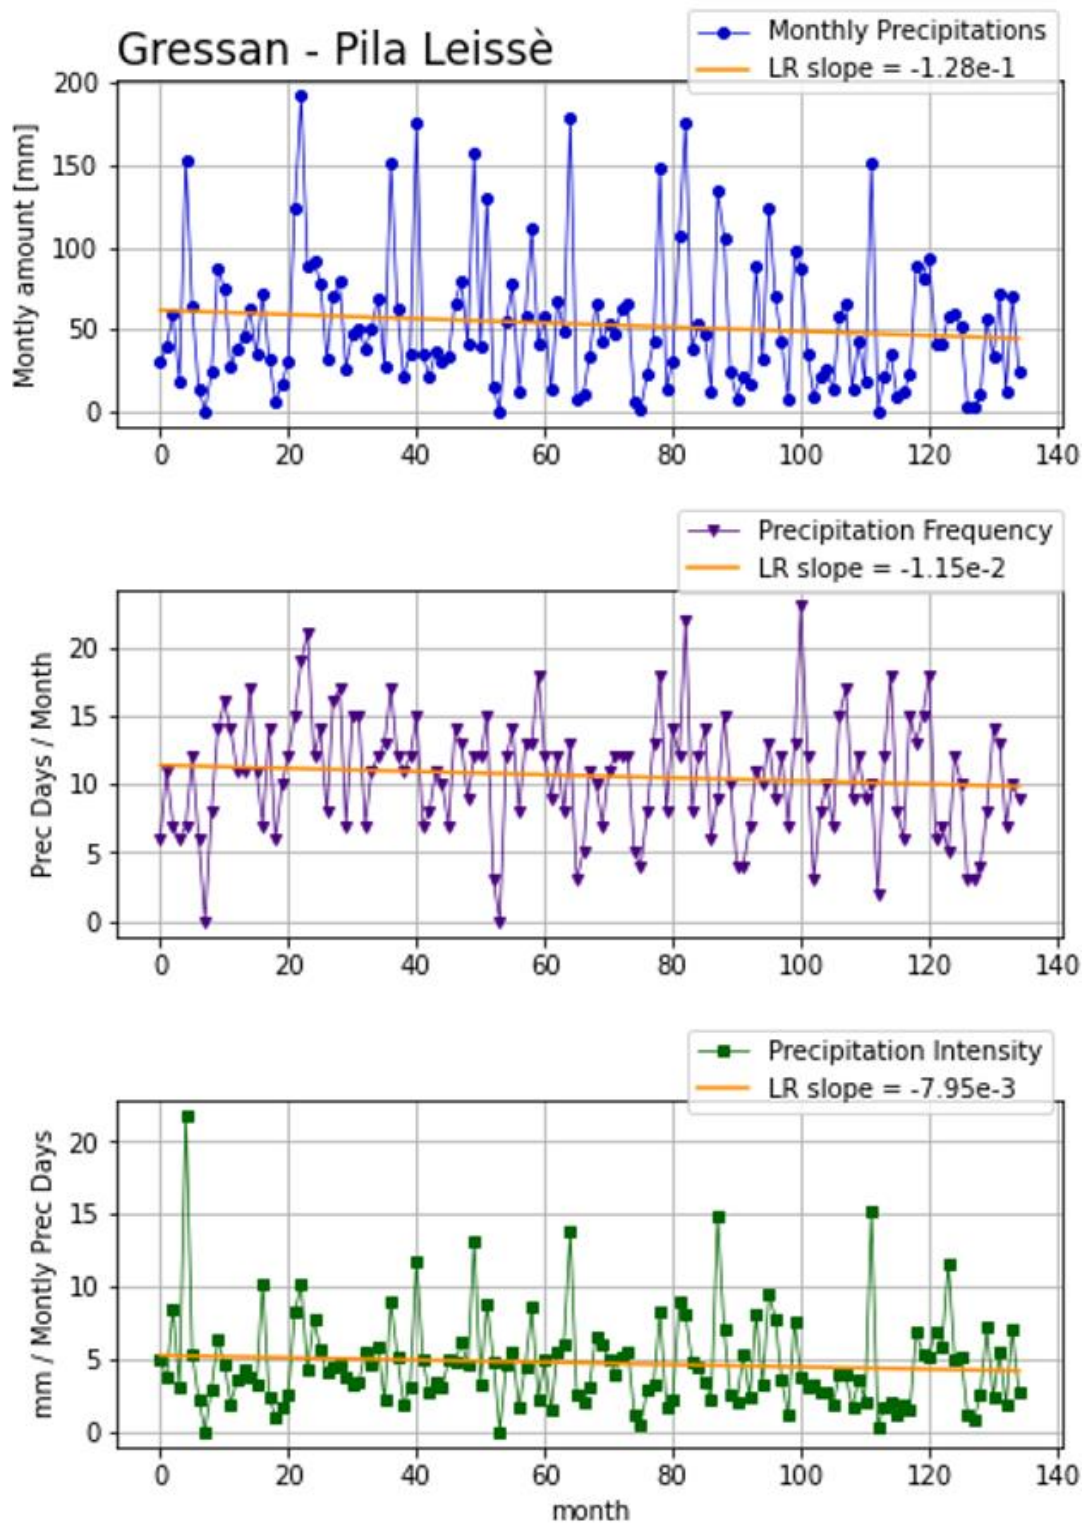 Gressan - Pila Leissè
Monthly Precipitations
LR slope = -1.28e-1
Montly amount [mm]
200
150
100
50
0
0 20 40 60 80 100 120 140
Precipitation Frequency
LR slope = -1.15e-2
Prec Days / Month
20
15
10
5
0
0 20 40 60 80 100 120 140
Precipitation Intensity
LR slope = -7.95e-3
mm / Montly Prec Days
20
15
10
5
0
0 20 40 60 80 100 120 140
month